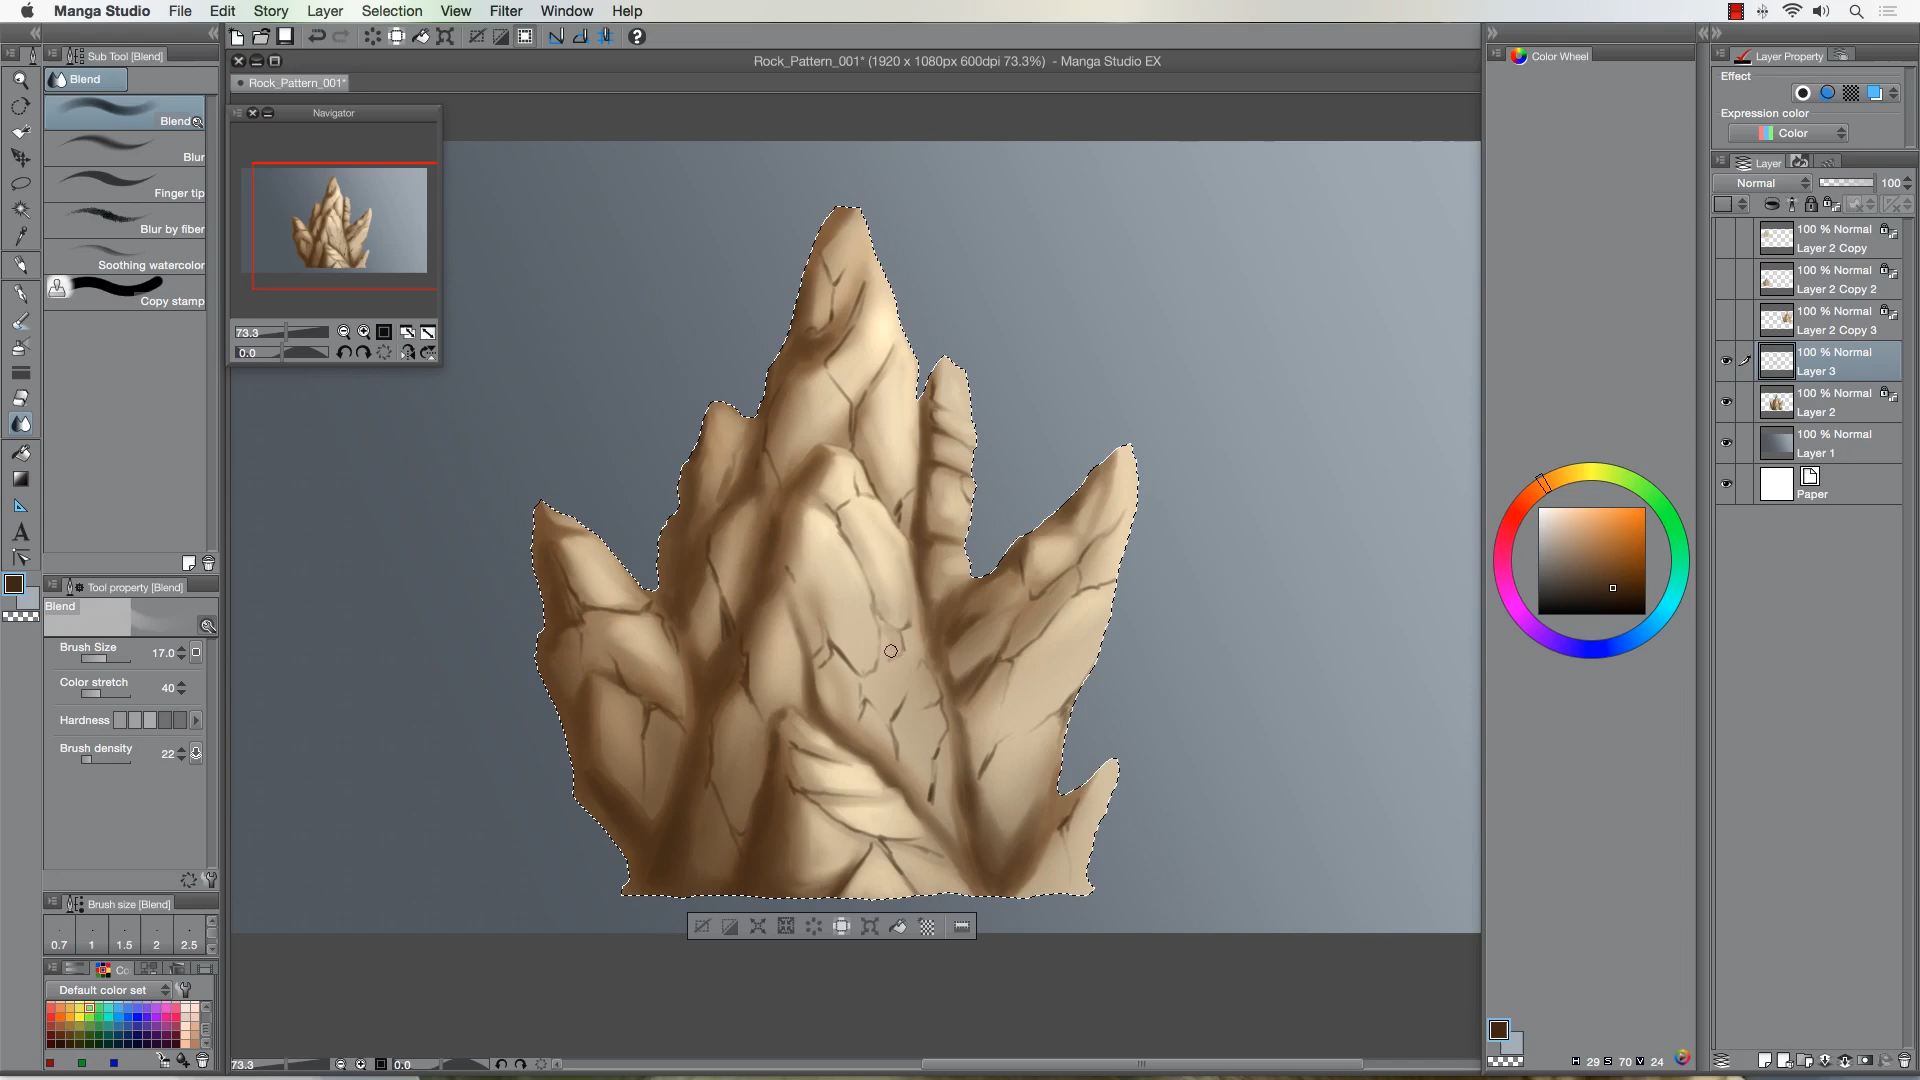 Manga Studio File Edit Story Layer Selection View Filter Window Help
Rock_Pattern_001* (1920 x 1080px 600dpi 73.3%) - Manga Studio EX
Rock_Pattern_001*
Sub Tool [Blend]
Blend
Blend
Blur
Finger tip
Blur by fiber
Soothing watercolor
Copy stamp
Navigator
73.3
0.0
Tool property [Blend]
Blend
Brush Size 17.0
Color stretch 40
Hardness
Brush density 22
Brush size [Blend]
0.7 1 1.5 2 2.5
Co
Default color set
73.3 0.0
Color Wheel
H 29 S 70 V 24
Layer Property
Effect
Expression color
Color
Layer
Normal 100
100 % Normal
Layer 2 Copy
100 % Normal
Layer 2 Copy 2
100 % Normal
Layer 2 Copy 3
100 % Normal
Layer 3
100 % Normal
Layer 2
100 % Normal
Layer 1
Paper